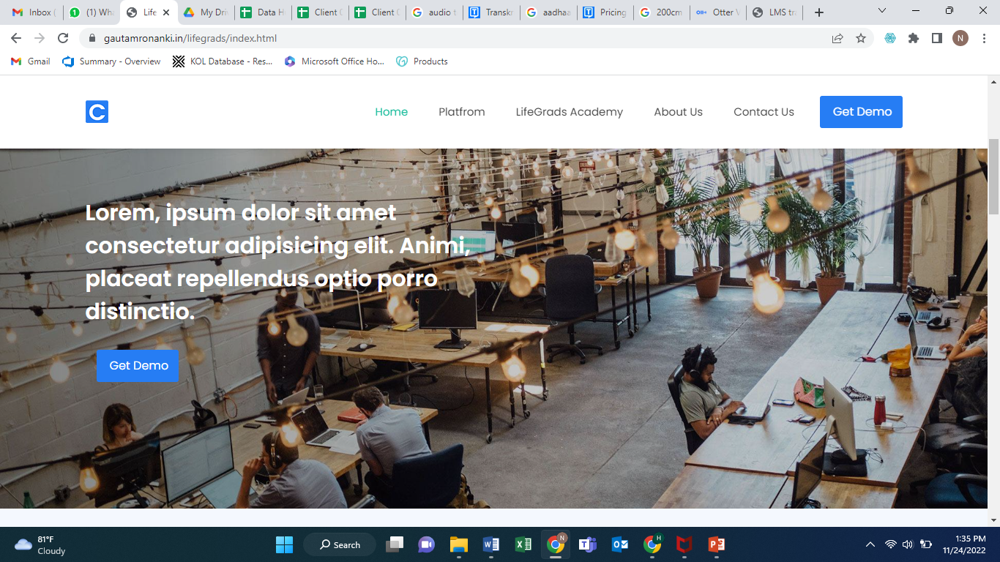 Inbox (
(1) Wha
Life
My Driv
Data H
Client C
Client C
audio t
Transkr
aadhaa
Pricing
200cm
Otter V
LMS tra
gautamronanki.in/lifegrads/index.html
N
Gmail
Summary - Overview
KOL Database - Res...
Microsoft Office Ho...
Products
C
Home
Platfrom
LifeGrads Academy
About Us
Contact Us
Get Demo
Lorem, ipsum dolor sit amet
consectetur adipisicing elit. Animi,
placeat repellendus optio porro
distinctio.
Get Demo
81°F
Cloudy
Search
N
H
1:35 PM
11/24/2022